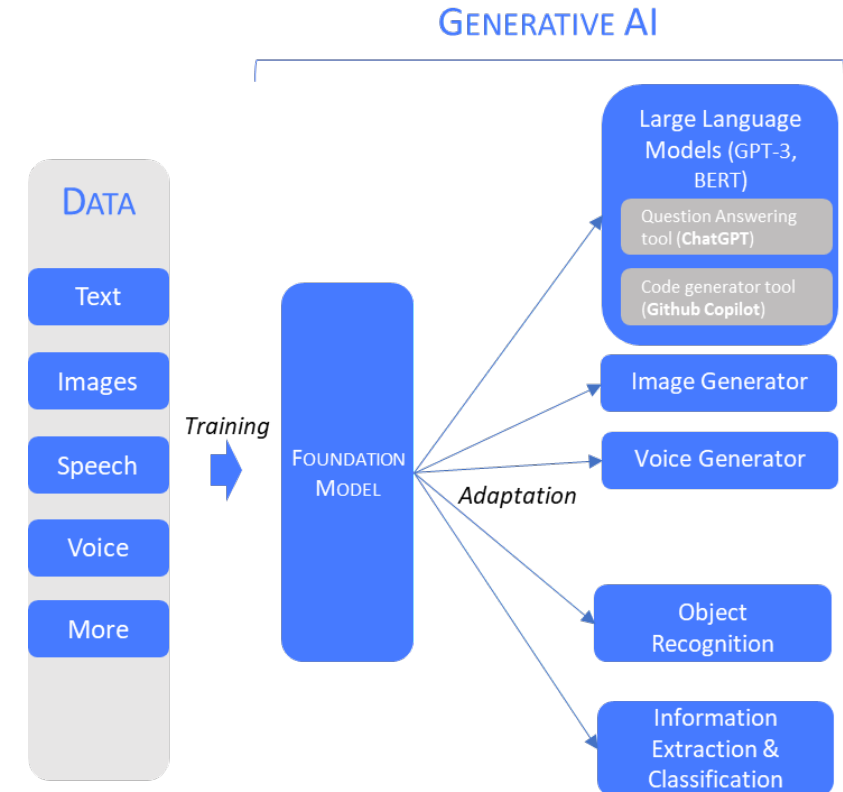 GENERATIVE AI
DATA
Text
Images
Speech
Voice
More
Training
FOUNDATION
MODEL
Adaptation
Large Language
Models (GPT-3,
BERT)
Question Answering
tool (ChatGPT)
Code generator tool
(Github Copilot)
Image Generator
Voice Generator
Object
Recognition
Information
Extraction &
Classification